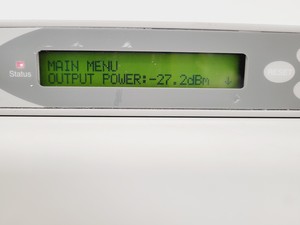 MAIN MENU
OUTPUT POWER:-27.2dBm ↓
Status